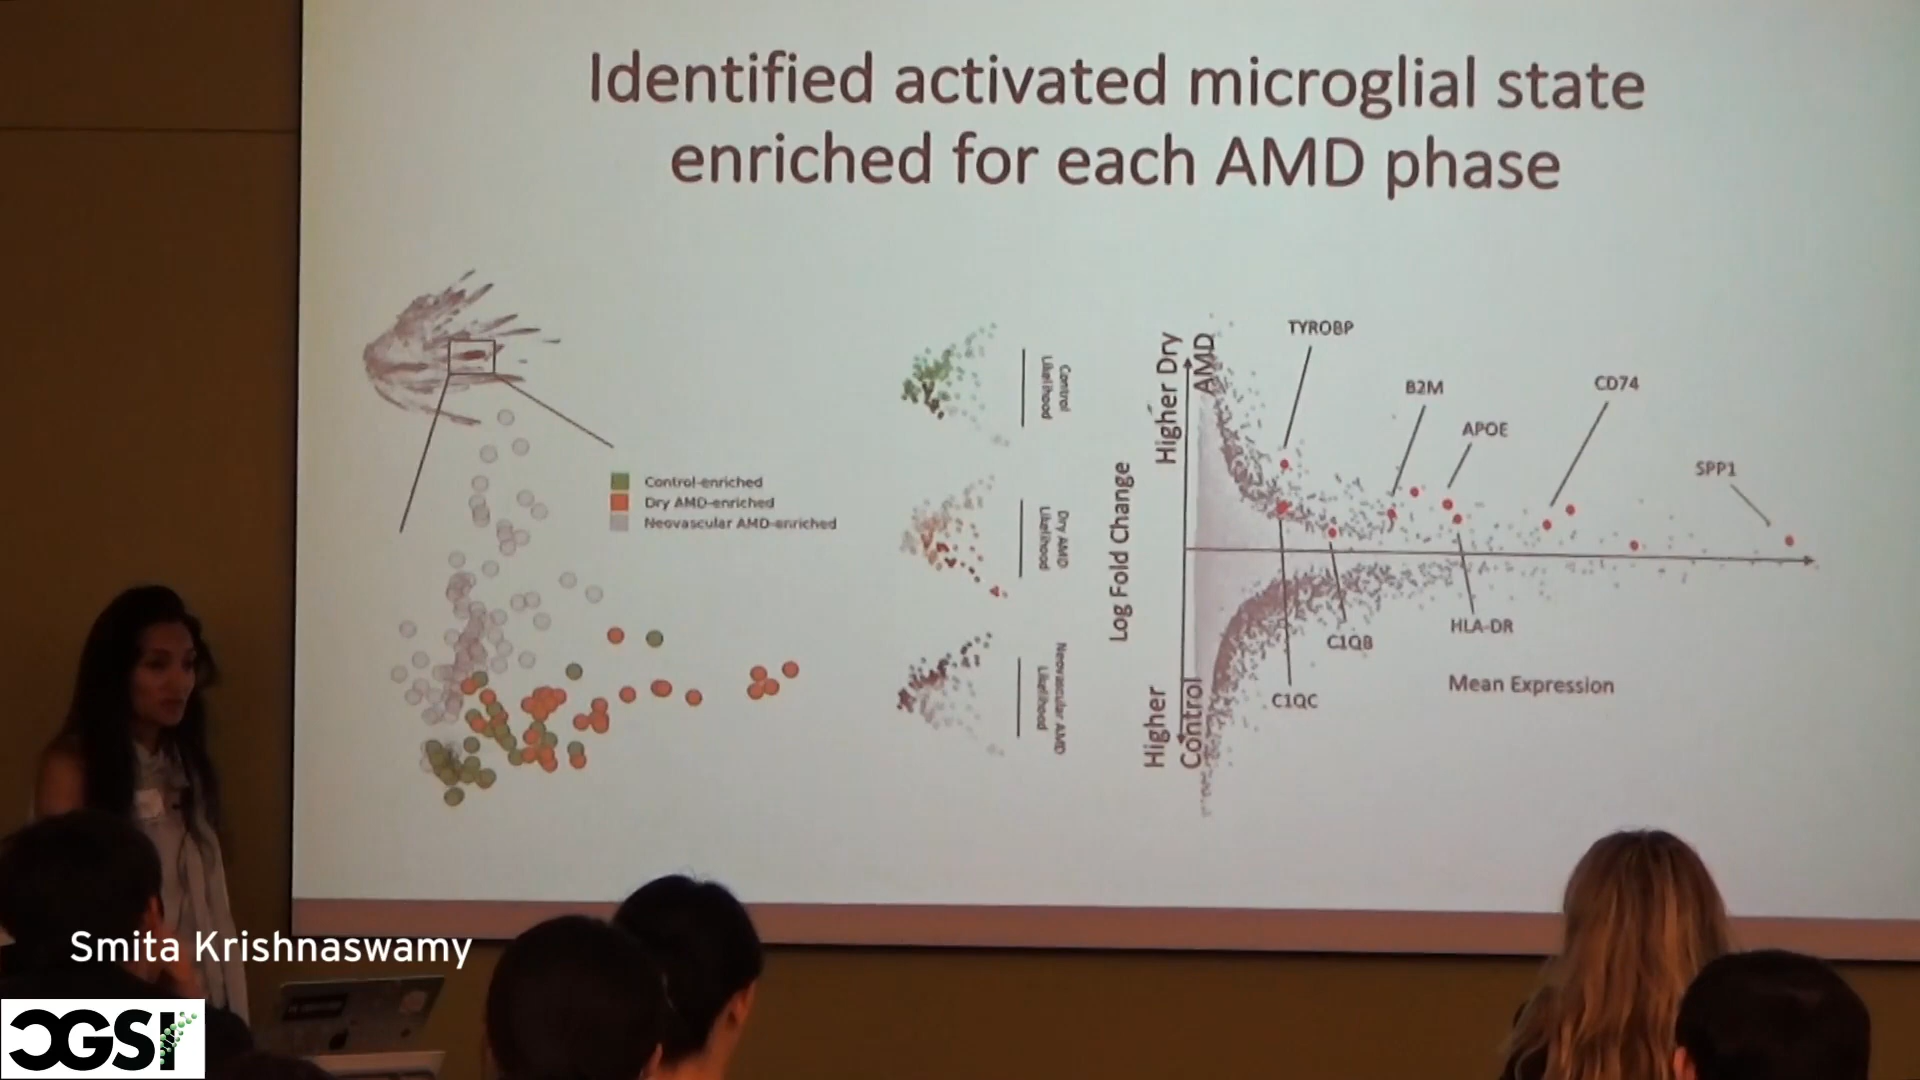 Identified activated microglial state
enriched for each AMD phase
Control-enriched
Dry AMD-enriched
Neovascular AMD-enriched
Control
Likelihood
Dry AMD
Likelihood
Neovascular AMD
Likelihood
Log Fold Change
Higher Dry
AMD
Higher
Control
TYROBP
B2M
APOE
CD74
SPP1
C1QC
C1QB
HLA-DR
Mean Expression
Smita Krishnaswamy
CGSI